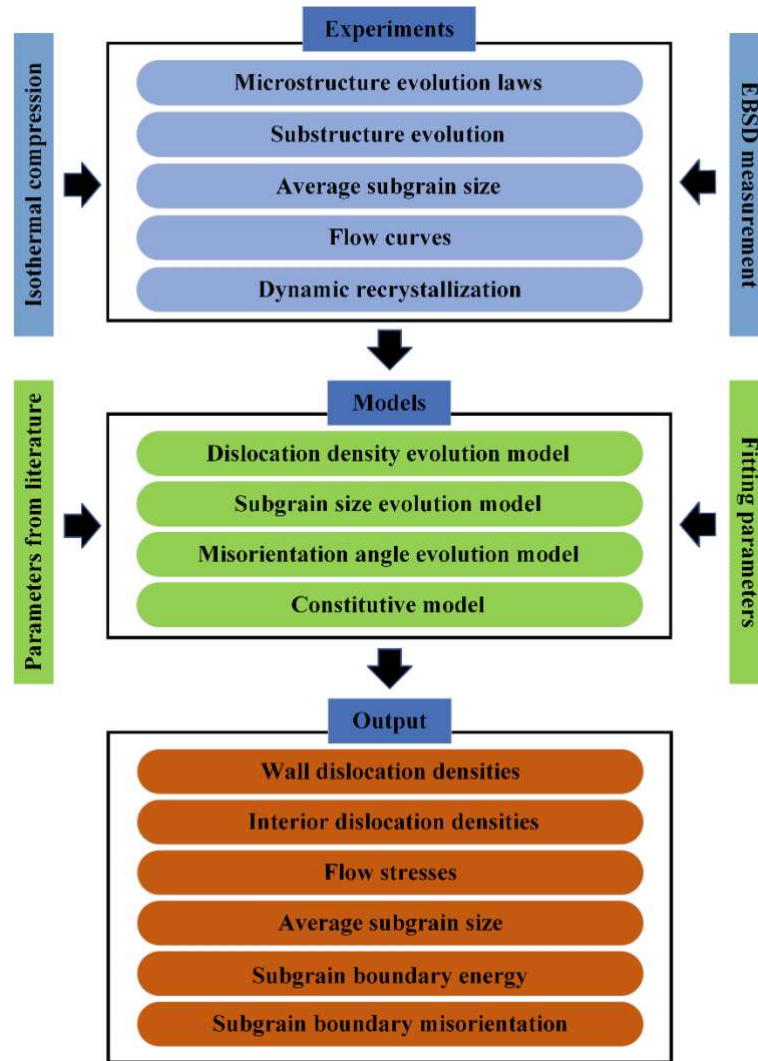 Experiments
Isothermal compression
Microstructure evolution laws
Substructure evolution
Average subgrain size
Flow curves
Dynamic recrystallization
EBSD measurement
Models
Parameters from literature
Dislocation density evolution model
Subgrain size evolution model
Misorientation angle evolution model
Constitutive model
Fitting parameters
Output
Wall dislocation densities
Interior dislocation densities
Flow stresses
Average subgrain size
Subgrain boundary energy
Subgrain boundary misorientation